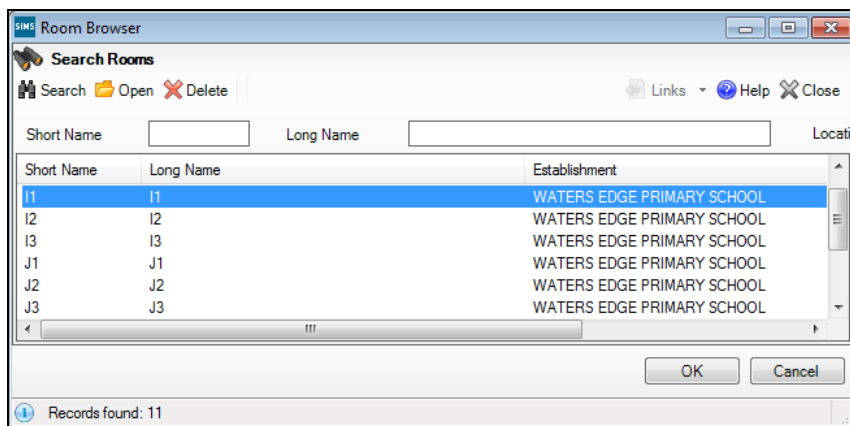 SIMS Room Browser
Search Rooms
Search Open Delete Links Help Close
Short Name Long Name Locati
Short Name Long Name Establishment
I1 I1 WATERS EDGE PRIMARY SCHOOL
I2 I2 WATERS EDGE PRIMARY SCHOOL
I3 I3 WATERS EDGE PRIMARY SCHOOL
J1 J1 WATERS EDGE PRIMARY SCHOOL
J2 J2 WATERS EDGE PRIMARY SCHOOL
J3 J3 WATERS EDGE PRIMARY SCHOOL
OK Cancel
Records found: 11